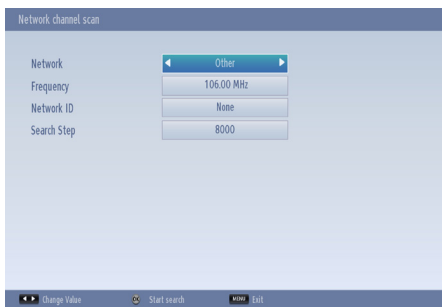 Network channel scan
Network Other
Frequency 106.00 MHz
Network ID None
Search Step 8000
Change Value OK Start search MENU Exit